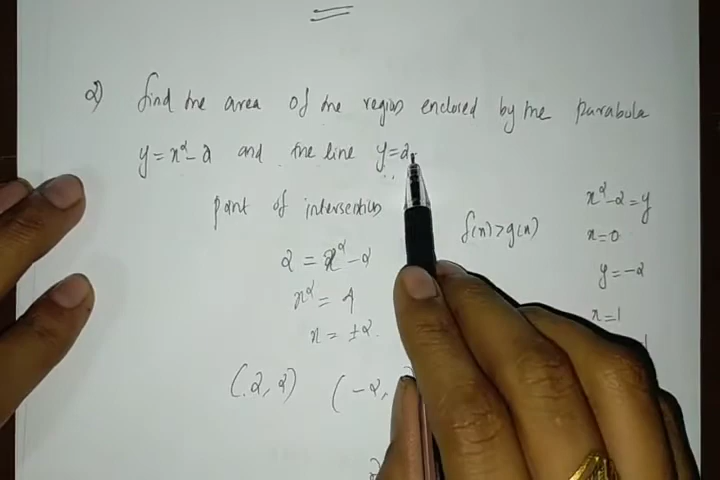 2) find the area of the region enclosed by the parabola
y = x² - 2 and the line y = 2
point of intersection
2 = x² - 2
x² = 4
x = ±2
(2, 2) (-2,
f(x) > g(x)
x² - 2 = y
x = 0
y = -2
x = 1